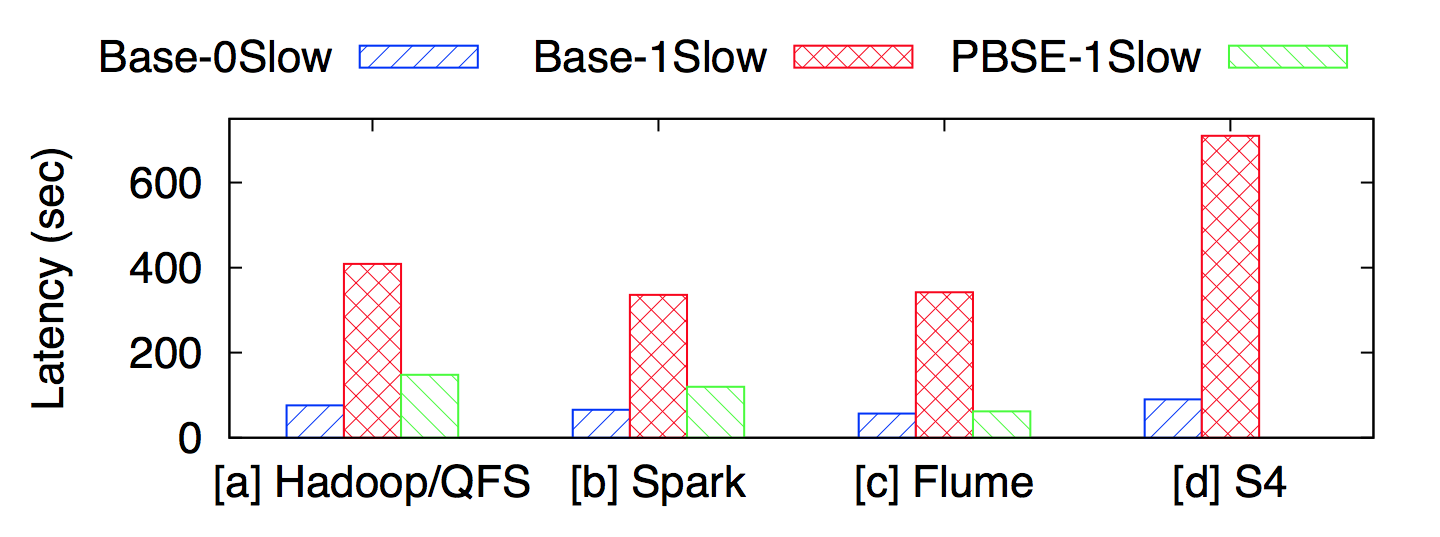 Base-0Slow Base-1Slow PBSE-1Slow
Latency (sec)
600
400
200
0
[a] Hadoop/QFS [b] Spark [c] Flume [d] S4